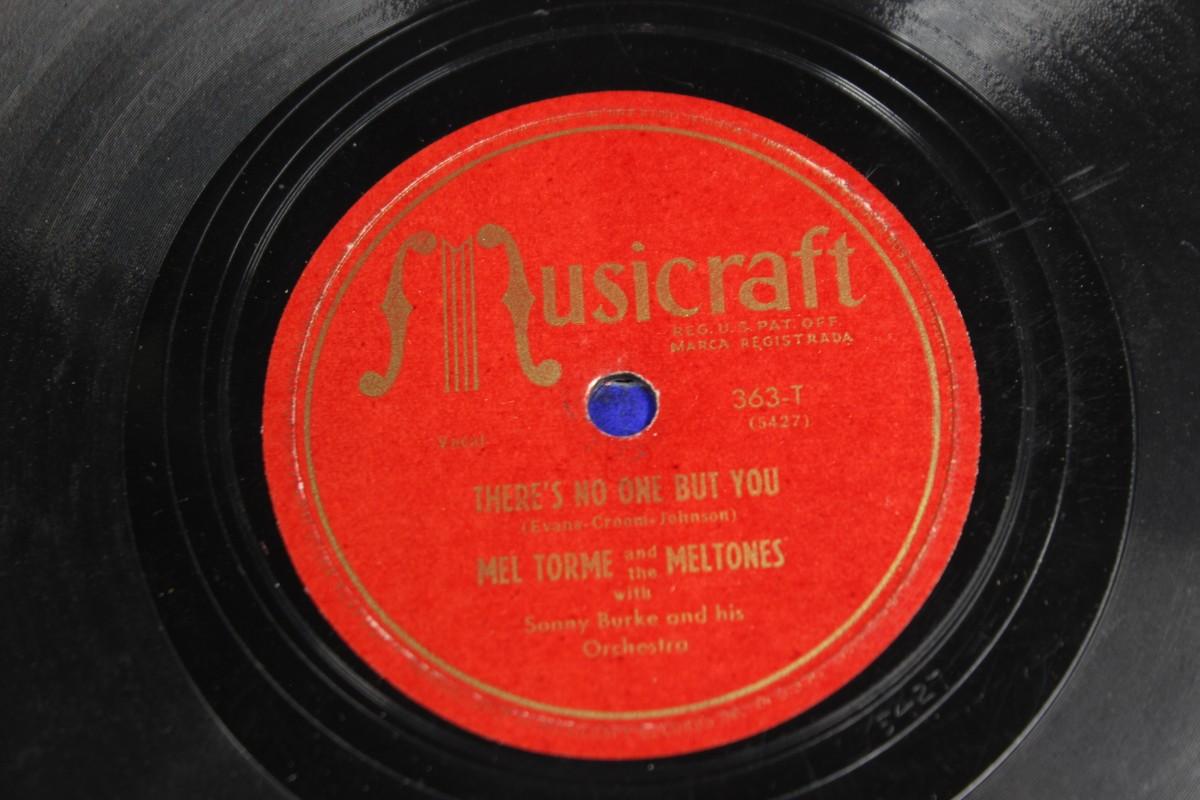 Musicraft
REG. U.S. PAT. OFF.
MARCA REGISTRADA
363-T
(5427)
Vocal
THERE'S NO ONE BUT YOU
(Evans-Croom-Johnson)
MEL TORME and the MELTONES
with
Sonny Burke and his
Orchestra
5427